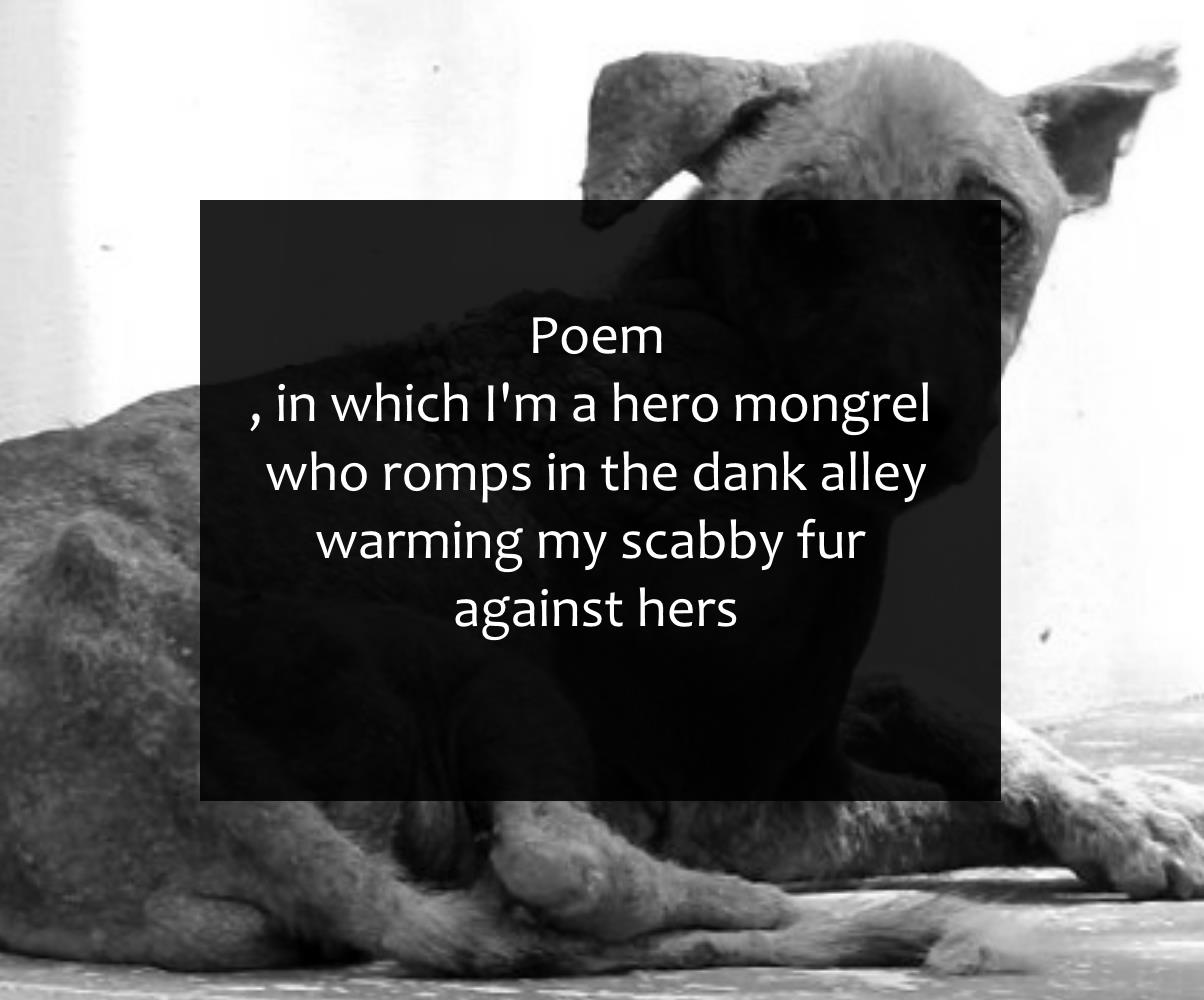 Poem
, in which I'm a hero mongrel
who romps in the dank alley
warming my scabby fur
against hers